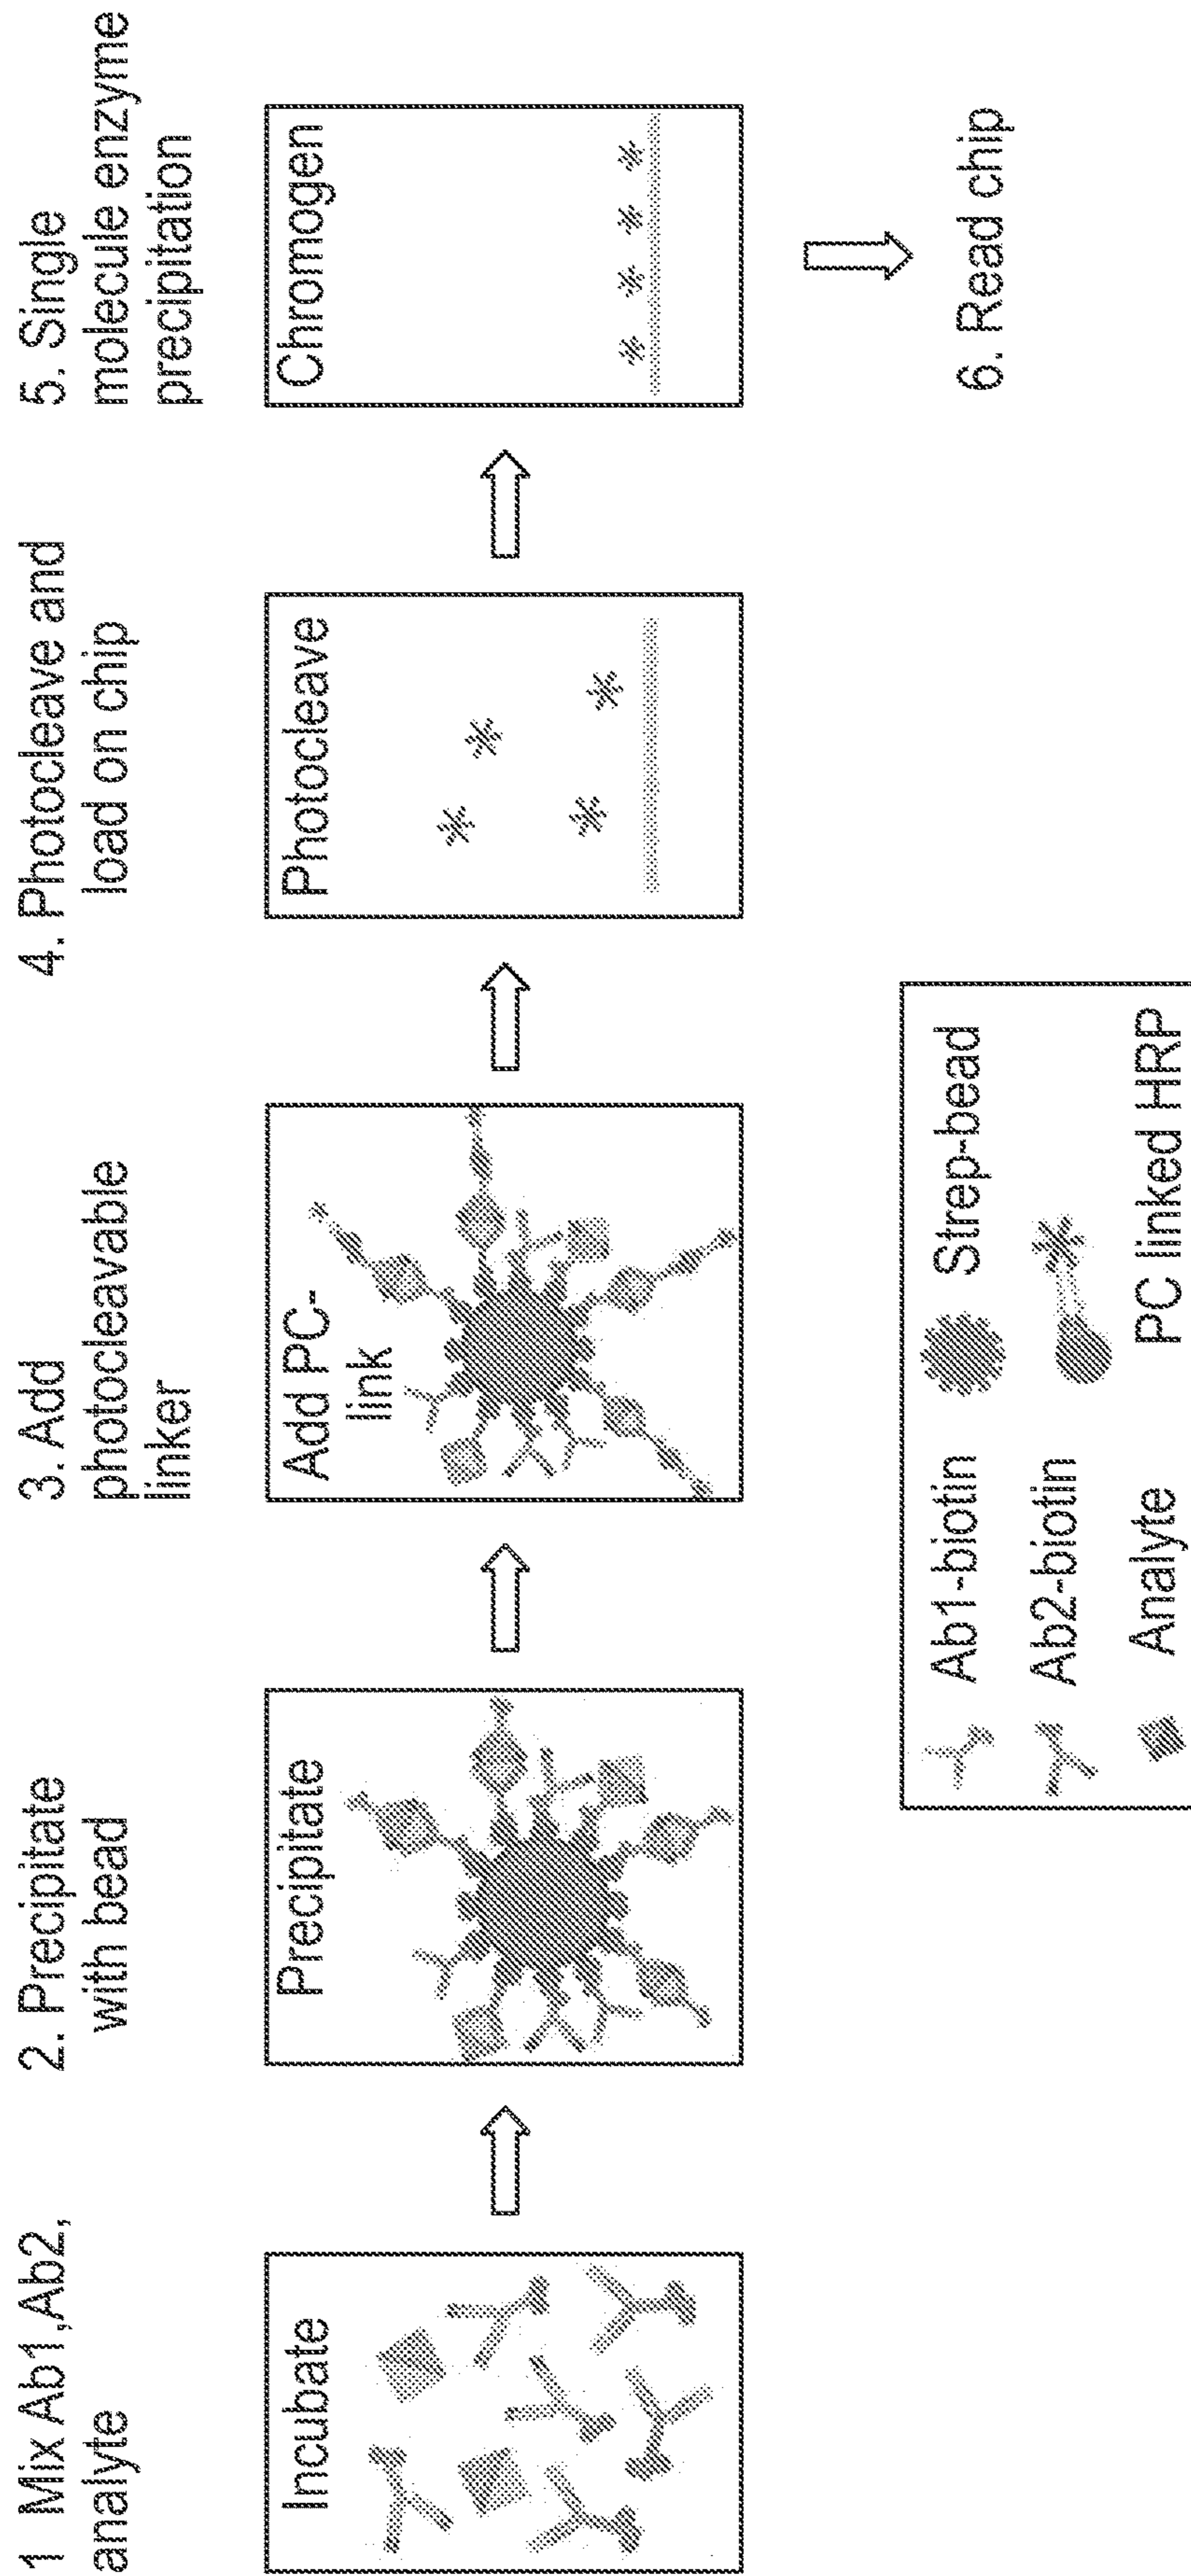 1 Mix Ab1,Ab2,
analyte
Incubate
2. Precipitate
with bead
Precipitate
3. Add
photocleavable
linker
Add PC-
link
4. Photocleave and
load on chip
Photocleave
5. Single
molecule enzyme
precipitation
Chromogen
6. Read chip
Ab1-biotin
Strep-bead
Ab2-biotin
Analyte
PC linked HRP